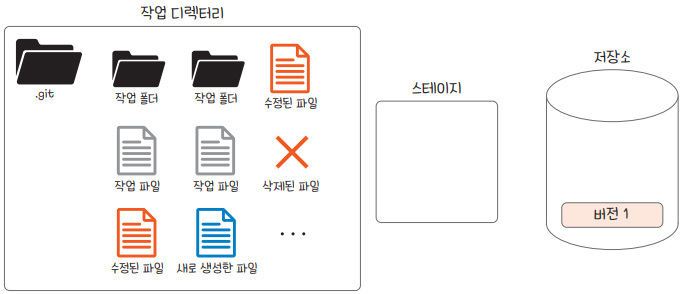 작업 디렉터리
.git
작업 폴더
작업 폴더
수정된 파일
작업 파일
작업 파일
삭제된 파일
수정된 파일
새로 생성한 파일
...
스테이지
저장소
버전 1